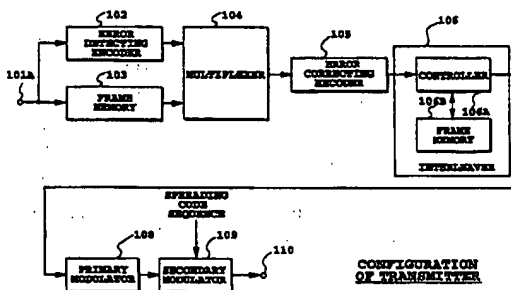 102
104
ERROR
DETECTING
ENCODER
103
101A
FRAME
MEMORY
MULTIPLEXER
105
ERROR
CORRECTING
ENCODER
106
CONTROLLER
106B
106A
FRAME
MEMORY
INTERLEAVER
SPREADING
CODE
SEQUENCE
108
109
110
PRIMARY
MODULATOR
SECONDARY
MODULATOR
CONFIGURATION
OF TRANSMITTER